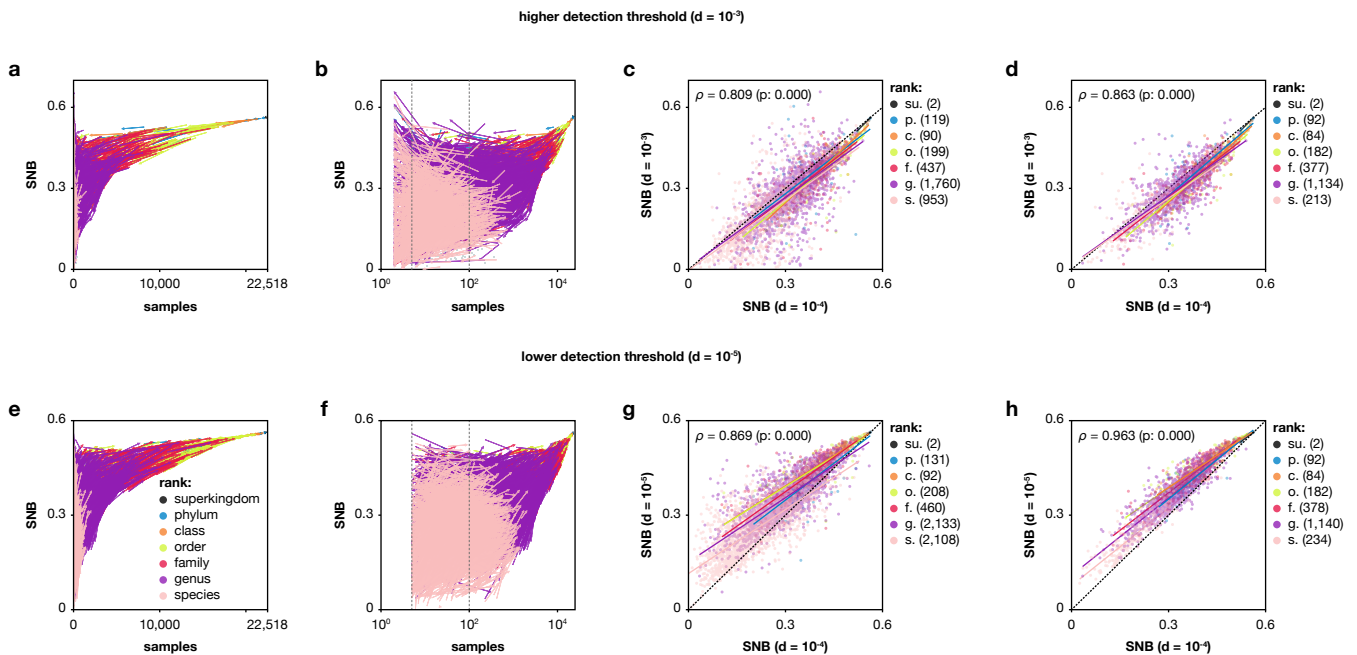 higher detection threshold (d = 10⁻³)
a
SNB
0.6
0.3
0
0
10,000
22,518
samples
b
SNB
0.6
0.3
0
10⁰
10²
10⁴
samples
c
ρ = 0.809 (p: 0.000)
SNB (d = 10⁻³)
0.6
0.3
0
0
0.3
0.6
SNB (d = 10⁻⁴)
rank:
su. (2)
p. (119)
c. (90)
o. (199)
f. (437)
g. (1,760)
s. (953)
d
ρ = 0.863 (p: 0.000)
SNB (d = 10⁻³)
0.6
0.3
0
0
0.3
0.6
SNB (d = 10⁻⁴)
rank:
su. (2)
p. (92)
c. (84)
o. (182)
f. (377)
g. (1,134)
s. (213)
lower detection threshold (d = 10⁻⁵)
e
SNB
0.6
0.3
0
rank:
superkingdom
phylum
class
order
family
genus
species
0
10,000
22,518
samples
f
SNB
0.6
0.3
0
10⁰
10²
10⁴
samples
g
ρ = 0.869 (p: 0.000)
SNB (d = 10⁻⁵)
0.6
0.3
0
0
0.3
0.6
SNB (d = 10⁻⁴)
rank:
su. (2)
p. (131)
c. (92)
o. (208)
f. (460)
g. (2,133)
s. (2,108)
h
ρ = 0.963 (p: 0.000)
SNB (d = 10⁻⁵)
0.6
0.3
0
0
0.3
0.6
SNB (d = 10⁻⁴)
rank:
su. (2)
p. (92)
c. (84)
o. (182)
f. (378)
g. (1,140)
s. (234)